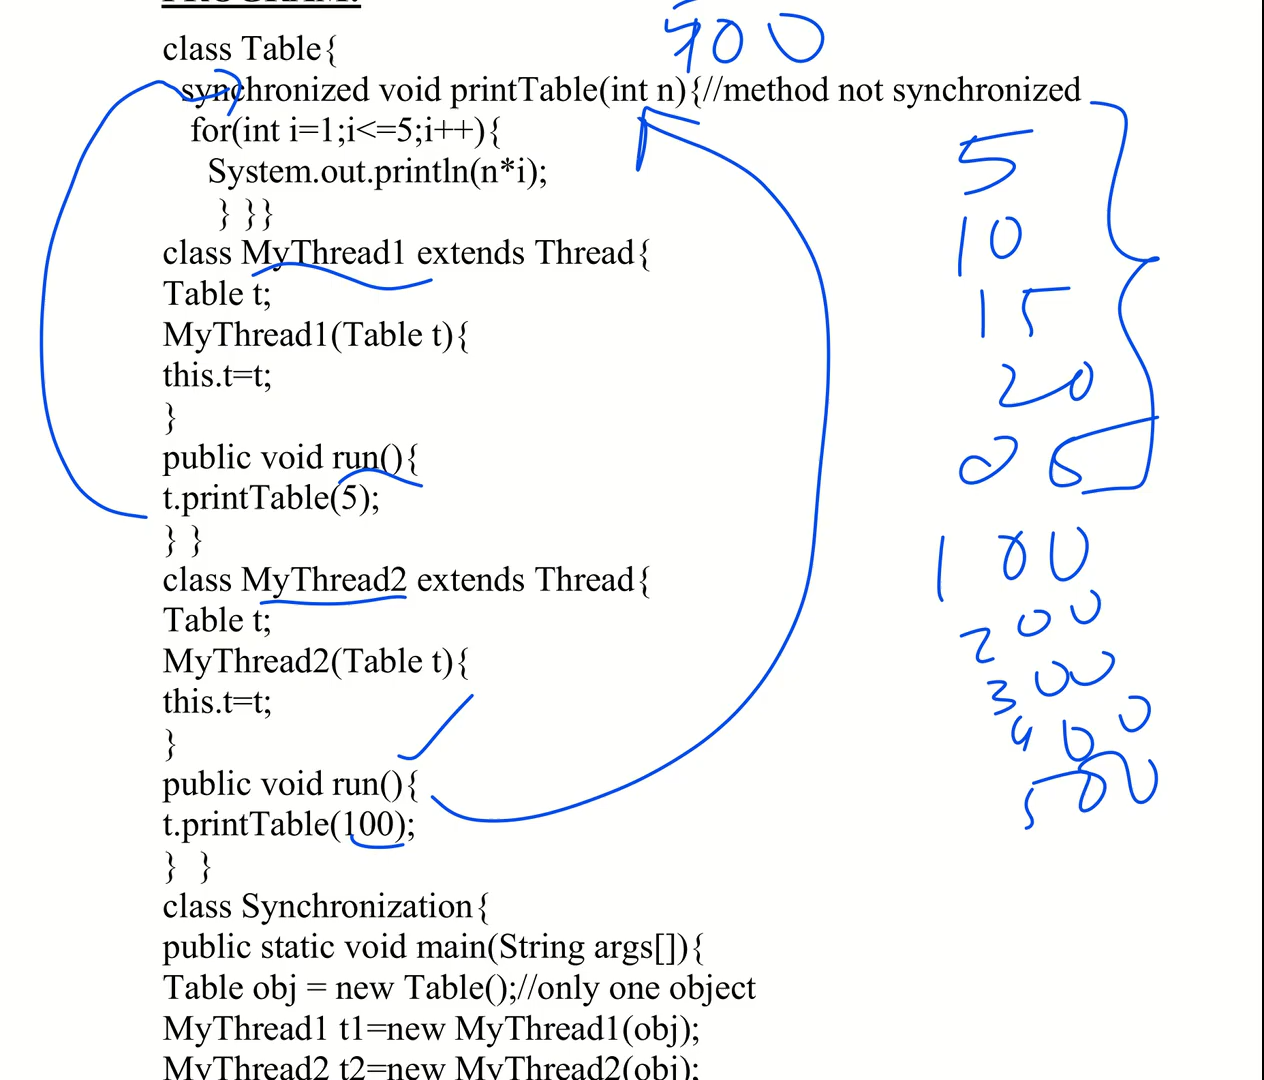 PROGRAM:
400
class Table{
synchronized void printTable(int n){//method not synchronized
for(int i=1;i<=5;i++){
System.out.println(n*i);
} }}
class MyThread1 extends Thread{
Table t;
MyThread1(Table t){
this.t=t;
}
public void run(){
t.printTable(5);
} }
class MyThread2 extends Thread{
Table t;
MyThread2(Table t){
this.t=t;
}
public void run(){
t.printTable(100);
} }
class Synchronization{
public static void main(String args[]){
Table obj = new Table();//only one object
MyThread1 t1=new MyThread1(obj);
MyThread2 t2=new MyThread2(obj);
5
10
15
20
100
200
300
400
500